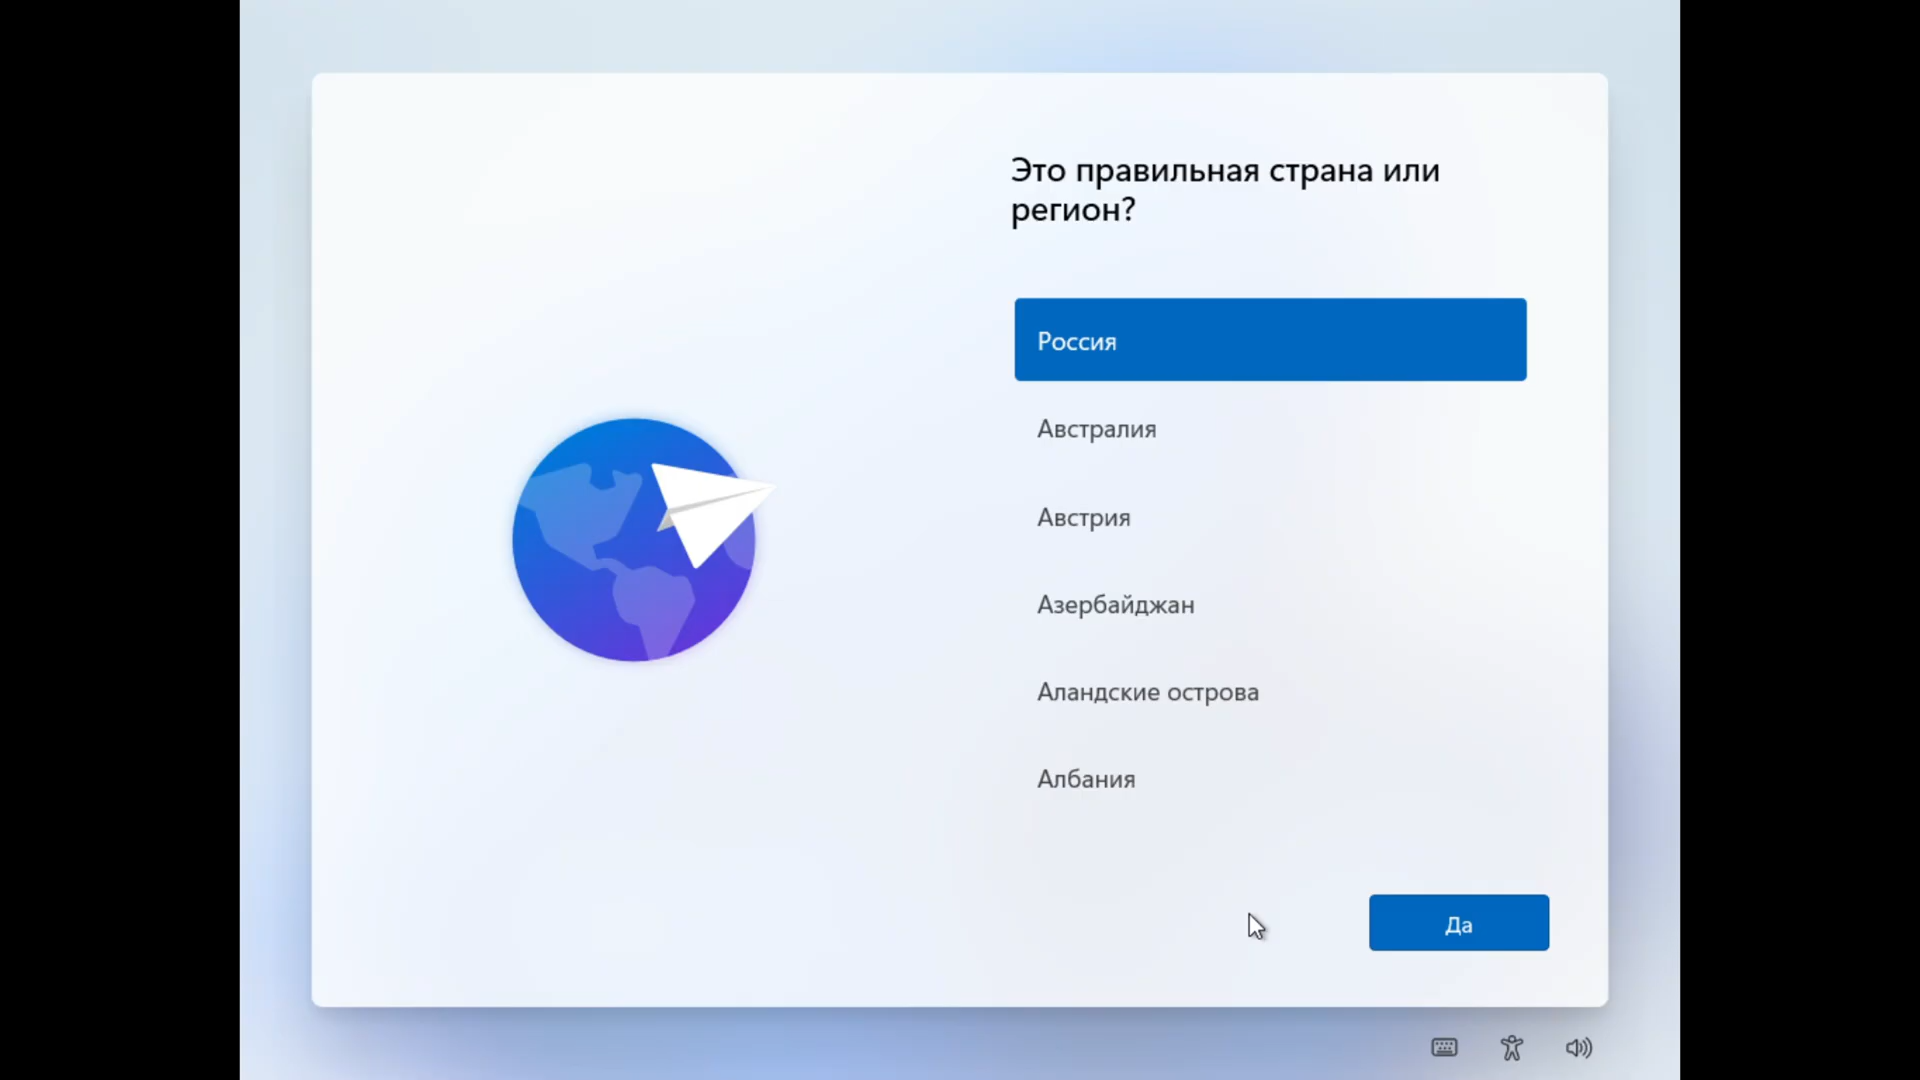 Это правильная страна или
регион?
Россия
Австралия
Австрия
Азербайджан
Аландские острова
Албания
Да